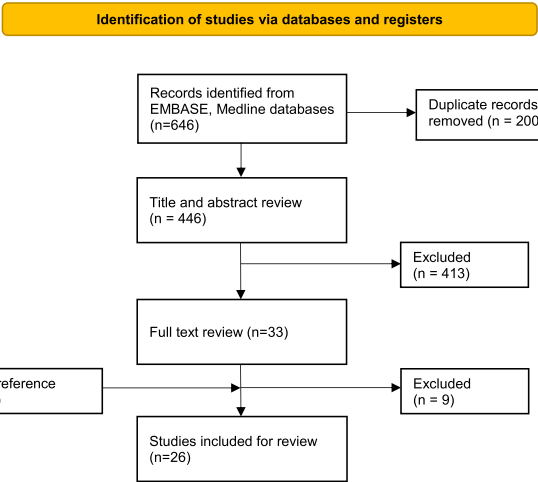 Identification of studies via databases and registers
Records identified from
EMBASE, Medline databases
(n=646)
Duplicate records
removed (n = 200
Title and abstract review
(n = 446)
Excluded
(n = 413)
Full text review (n=33)
reference
)
Excluded
(n = 9)
Studies included for review
(n=26)